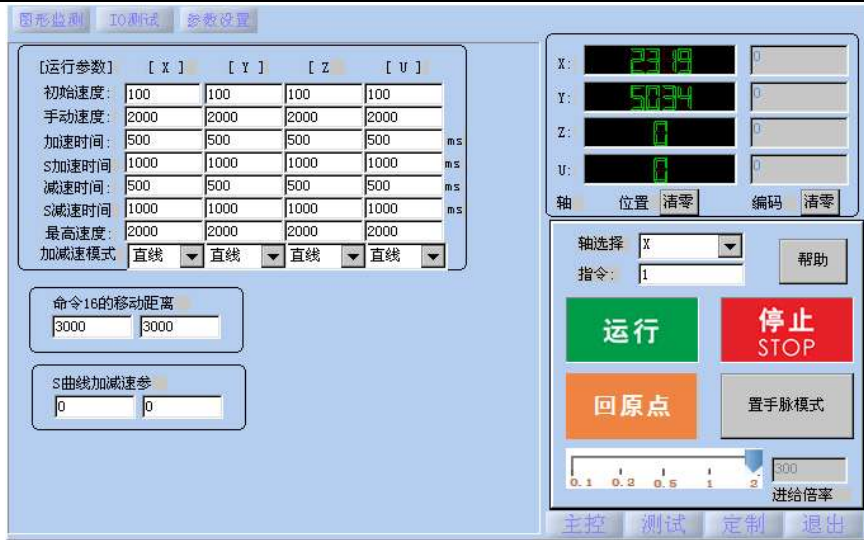 图形监测 IO测试 参数设置
[运行参数] [ X ] [ Y ] [ Z [ U ]
初始速度: 100 100 100 100
手动速度: 2000 2000 2000 2000
加速时间: 500 500 500 500 ms
S加速时间 1000 1000 1000 1000 ms
减速时间: 500 500 500 500 ms
S减速时间 1000 1000 1000 1000 ms
最高速度: 2000 2000 2000 2000
加减速模式 直线 直线 直线 直线
命令16的移动距离
3000 3000
S曲线加减速参
0 0
X: 2319 0
Y: 5034 0
Z: 0 0
U: 0 0
轴 位置 清零 编码 清零
轴选择 X
指令: 1
帮助
运行
停止
STOP
回原点
置手脉模式
0.1 0.2 0.5 1 2
300
进给倍率
主控 测试 定制 退出